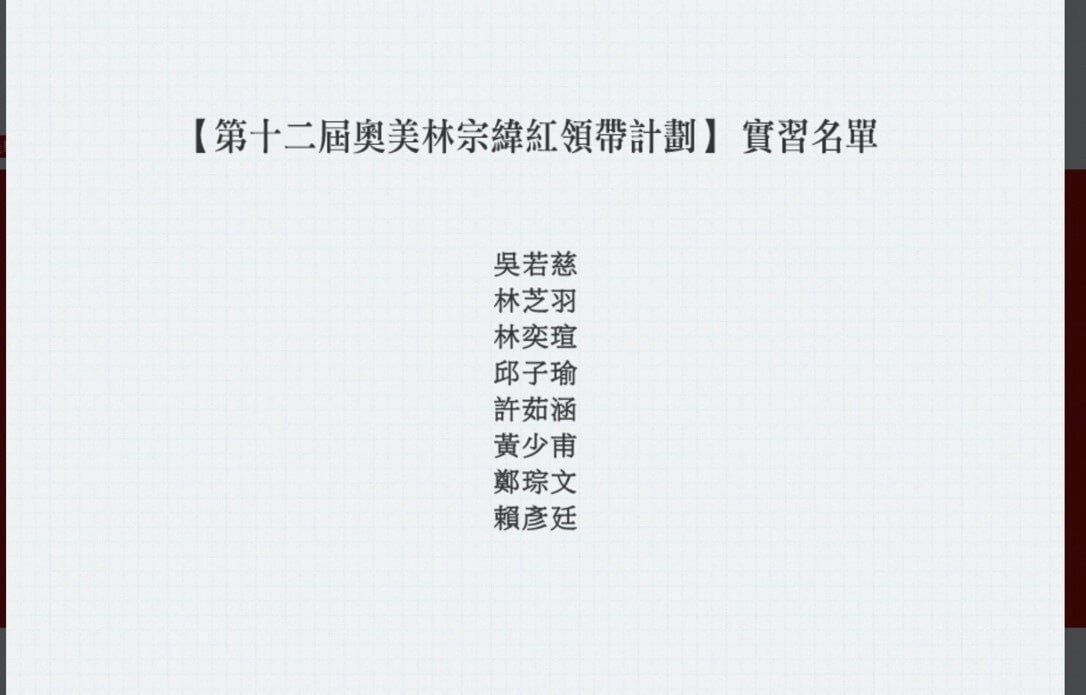 【第十二屆奧美林宗緯紅領帶計劃】 實習名單
吳若慈
林芝羽
林奕瑄
邱子瑜
許茹涵
黃少甫
鄭琮文
賴彥廷